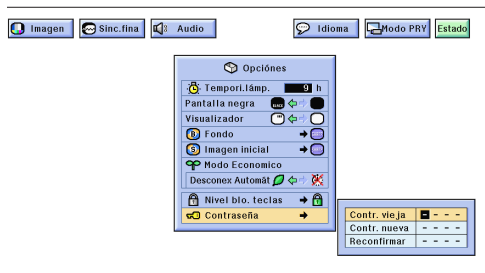 Imagen Sinc.fina Audio Idioma Modo PRY Estado
Opciónes
Tempori.lámp. 9 h
Pantalla negra
Visualizador
Fondo
Imagen inicial
Modo Economico
Desconex Automát
Nivel blo. teclas
Contraseña
Contr. vieja - - - -
Contr. nueva - - - -
Reconfirmar - - - -